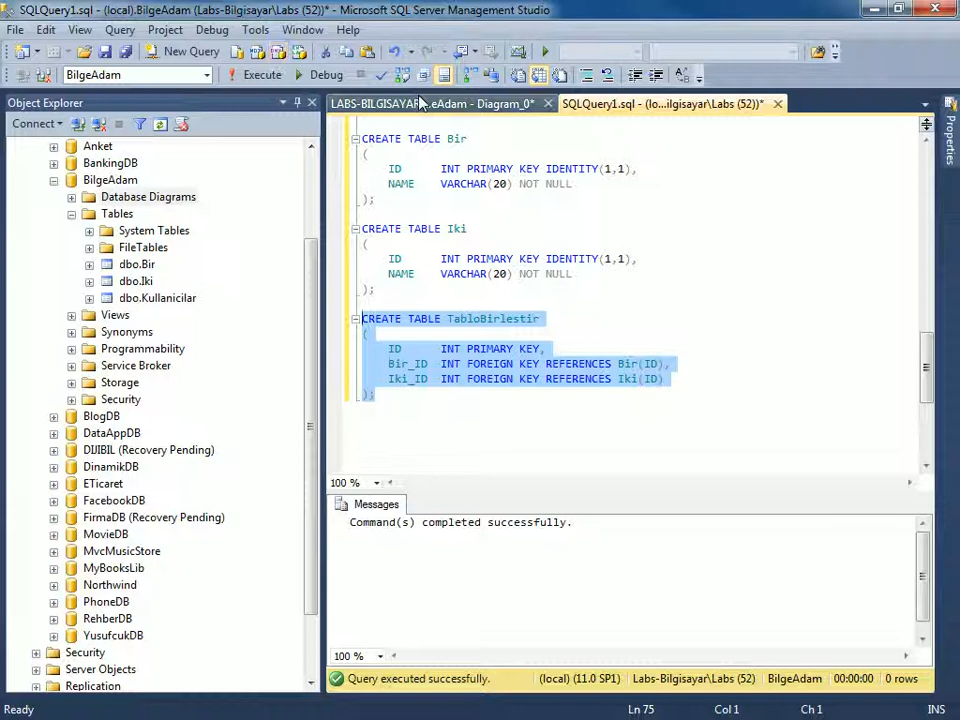 SQLQuery1.sql - (local).BilgeAdam (Labs-Bilgisayar\Labs (52))* - Microsoft SQL Server Management Studio
File Edit View Query Project Debug Tools Window Help
New Query
BilgeAdam Execute Debug
Object Explorer
Connect
Anket
BankingDB
BilgeAdam
Database Diagrams
Tables
System Tables
FileTables
dbo.Bir
dbo.Iki
dbo.Kullanicilar
Views
Synonyms
Programmability
Service Broker
Storage
Security
BlogDB
DataAppDB
DIJIBIL (Recovery Pending)
DinamikDB
ETicaret
FacebookDB
FirmaDB (Recovery Pending)
MovieDB
MvcMusicStore
MyBooksLib
Northwind
PhoneDB
RehberDB
YusufcukDB
Security
Server Objects
Replication
LABS-BILGISAYAR\...eAdam - Diagram_0* SQLQuery1.sql - (lo...ilgisayar\Labs (52))*
CREATE TABLE Bir
(
ID INT PRIMARY KEY IDENTITY(1,1),
NAME VARCHAR(20) NOT NULL
);
CREATE TABLE Iki
(
ID INT PRIMARY KEY IDENTITY(1,1),
NAME VARCHAR(20) NOT NULL
);
CREATE TABLE TabloBirlestir
(
ID INT PRIMARY KEY,
Bir_ID INT FOREIGN KEY REFERENCES Bir(ID),
Iki_ID INT FOREIGN KEY REFERENCES Iki(ID)
);
100 %
Messages
Command(s) completed successfully.
100 %
Query executed successfully. (local) (11.0 SP1) Labs-Bilgisayar\Labs (52) BilgeAdam 00:00:00 0 rows
Properties
Ready Ln 75 Col 1 Ch 1 INS